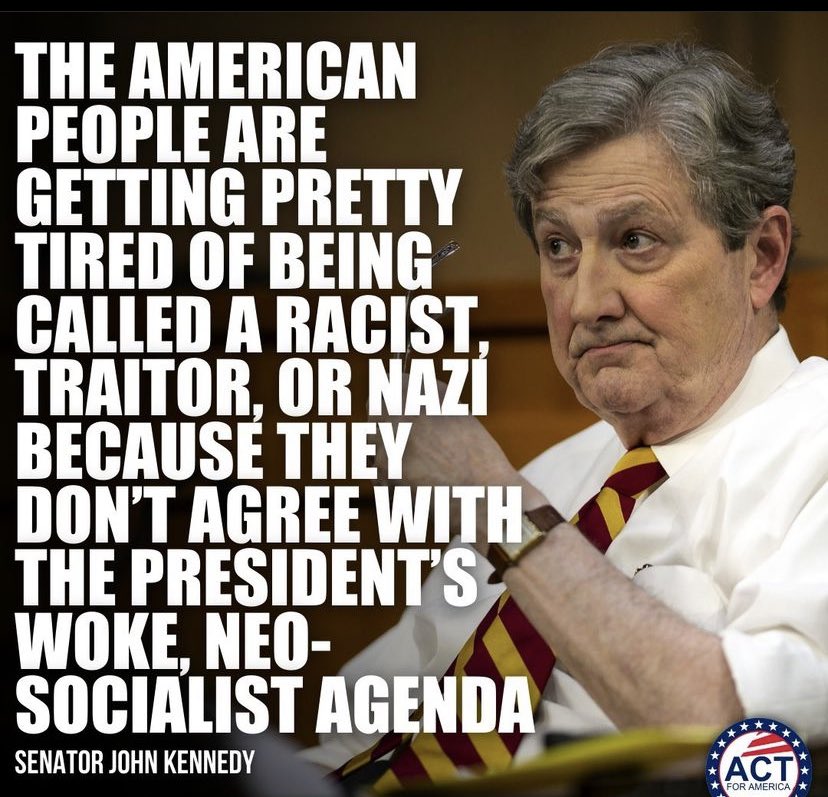 THE AMERICAN
PEOPLE ARE
GETTING PRETTY
TIRED OF BEING
CALLED A RACIST,
TRAITOR, OR NAZI
BECAUSE THEY
DON'T AGREE WITH
THE PRESIDENT'S
WOKE, NEO-
SOCIALIST AGENDA
SENATOR JOHN KENNEDY
ACT
FOR AMERICA